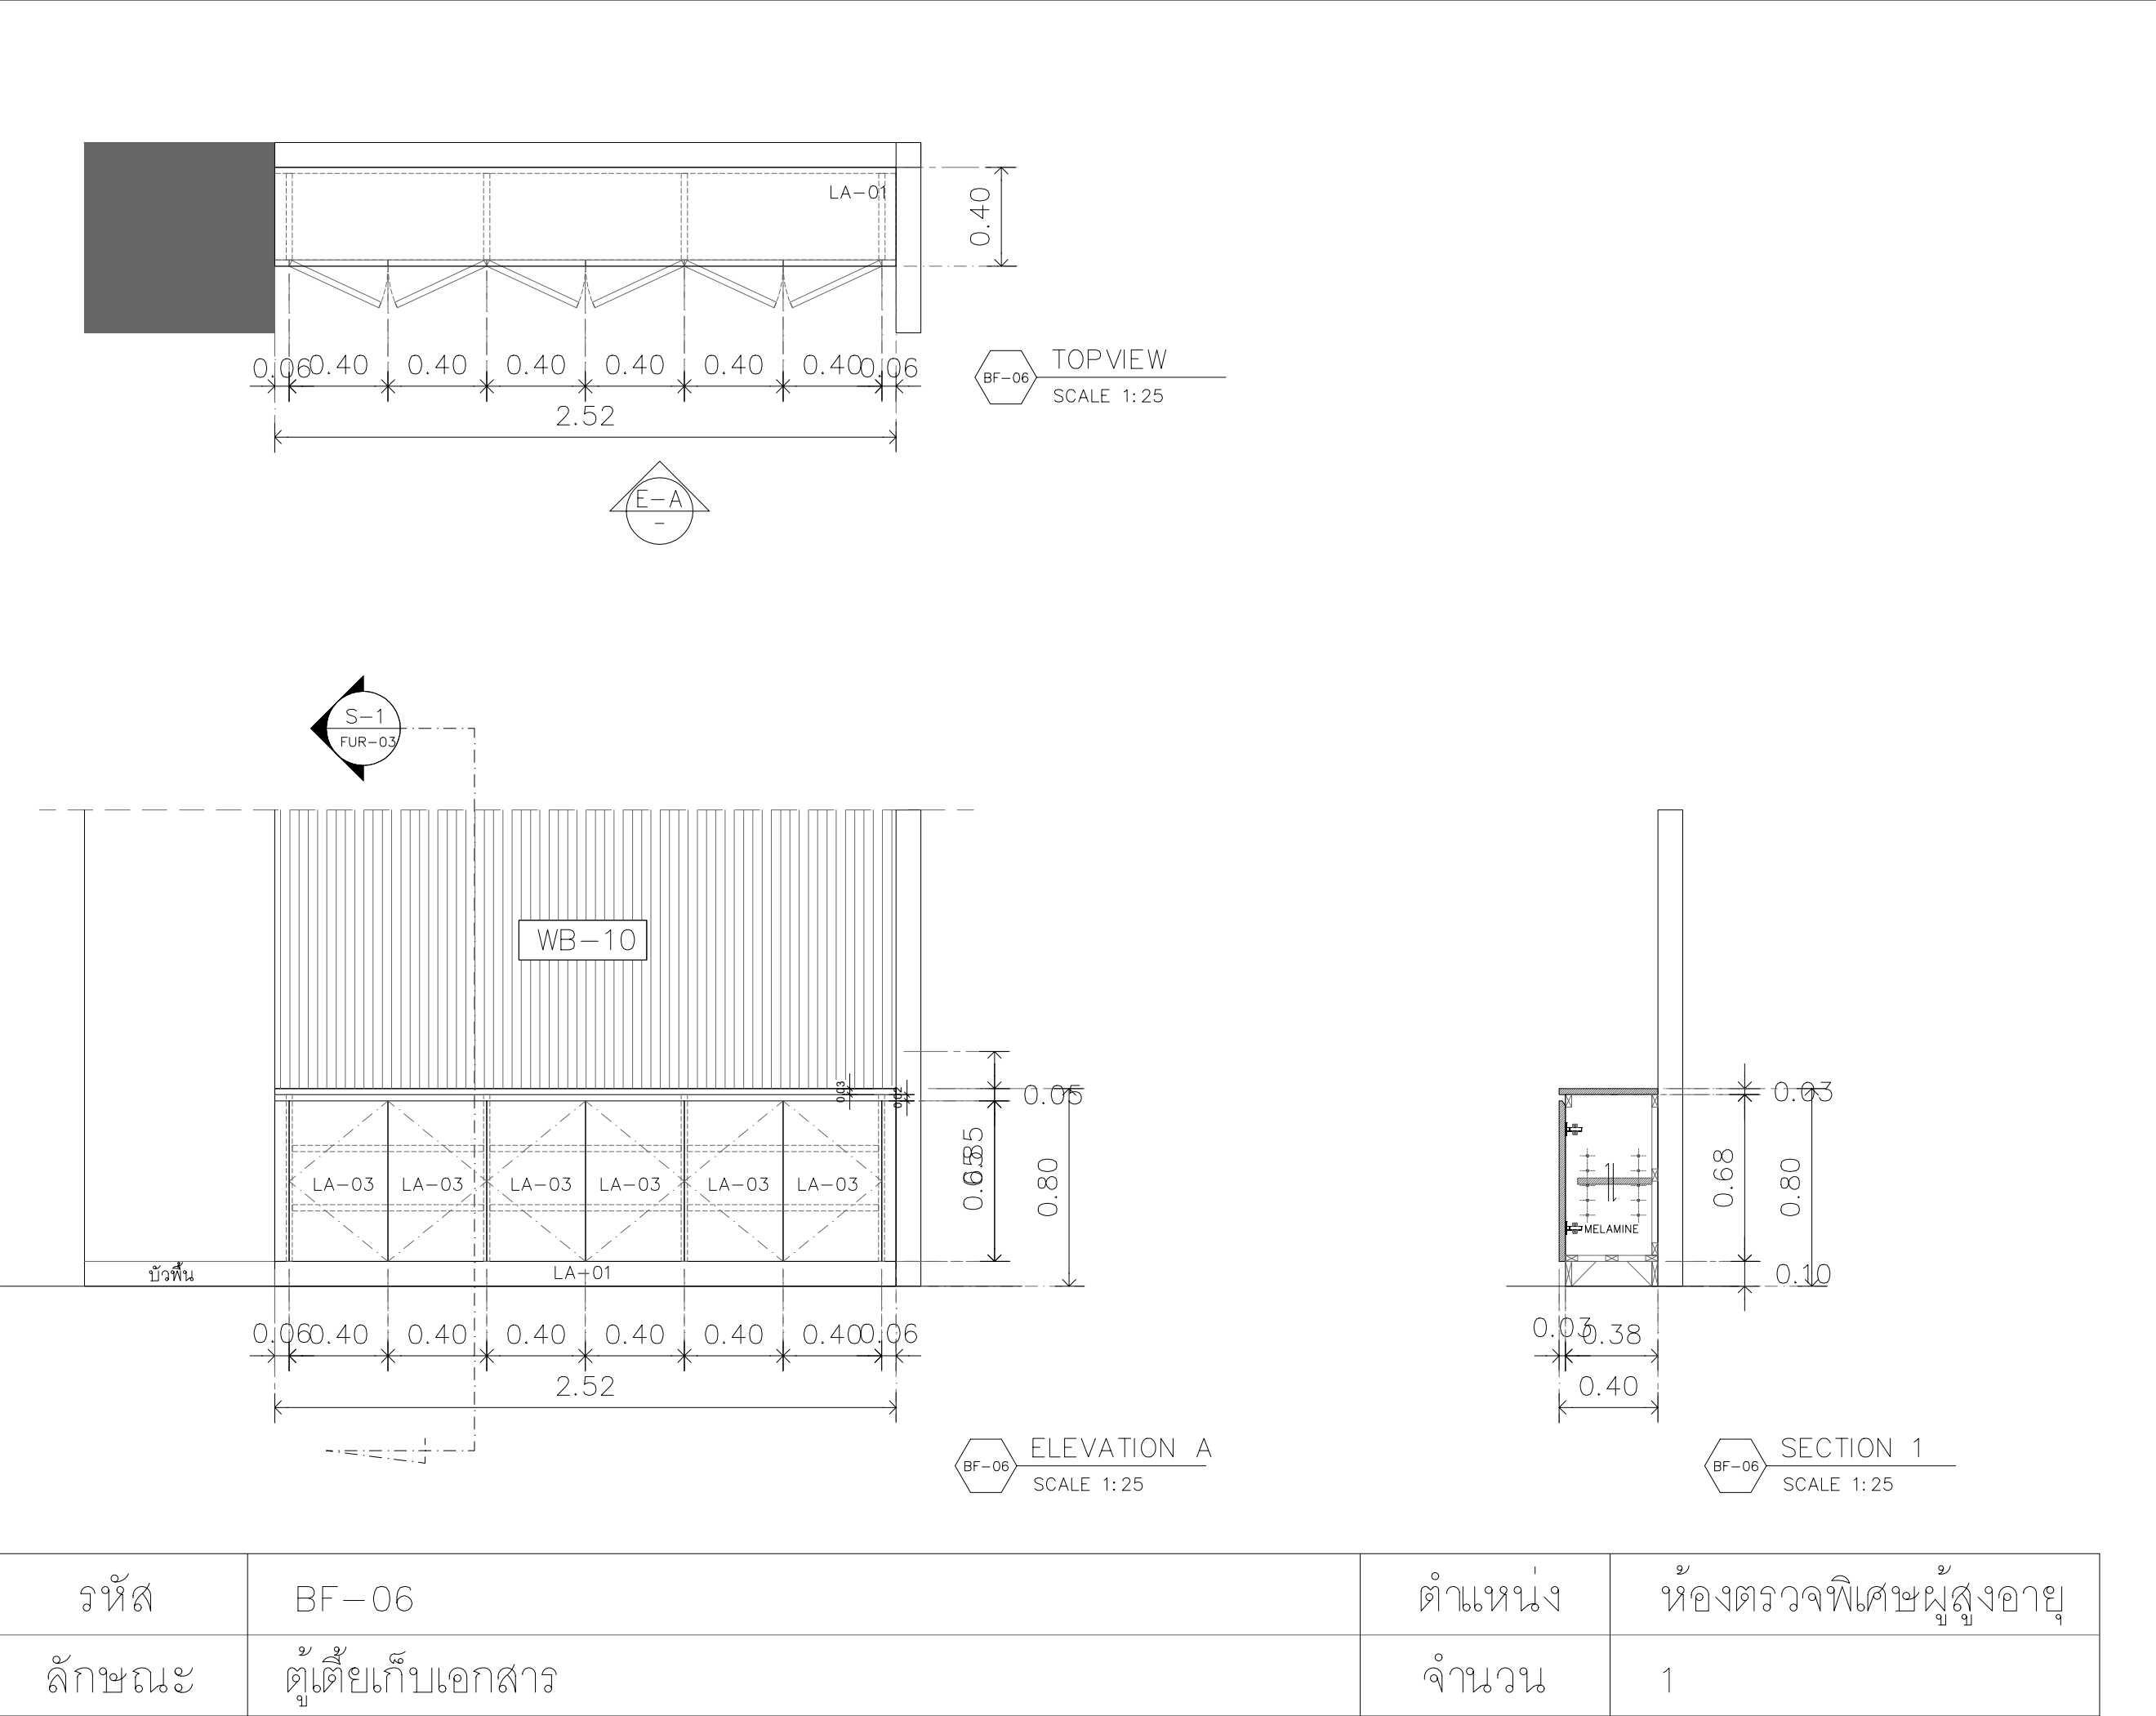 LA-01
0.40
0.06 0.40 0.40 0.40 0.40 0.40 0.40 0.06
2.52
BF-06
TOPVIEW
SCALE 1:25
E-A
-
S-1
FUR-03
WB-10
0.03
0.02
0.05
0.65
0.80
LA-03 LA-03 LA-03 LA-03 LA-03 LA-03
บัวพื้น
LA-01
0.06 0.40 0.40 0.40 0.40 0.40 0.40 0.06
2.52
BF-06
ELEVATION A
SCALE 1:25
0.03
0.68
0.80
MELAMINE
0.10
0.03 0.38
0.40
BF-06
SECTION 1
SCALE 1:25
รหัส BF-06 ตำแหน่ง ห้องตรวจพิเศษผู้สูงอายุ
ลักษณะ ตู้เตี้ยเก็บเอกสาร จำนวน 1